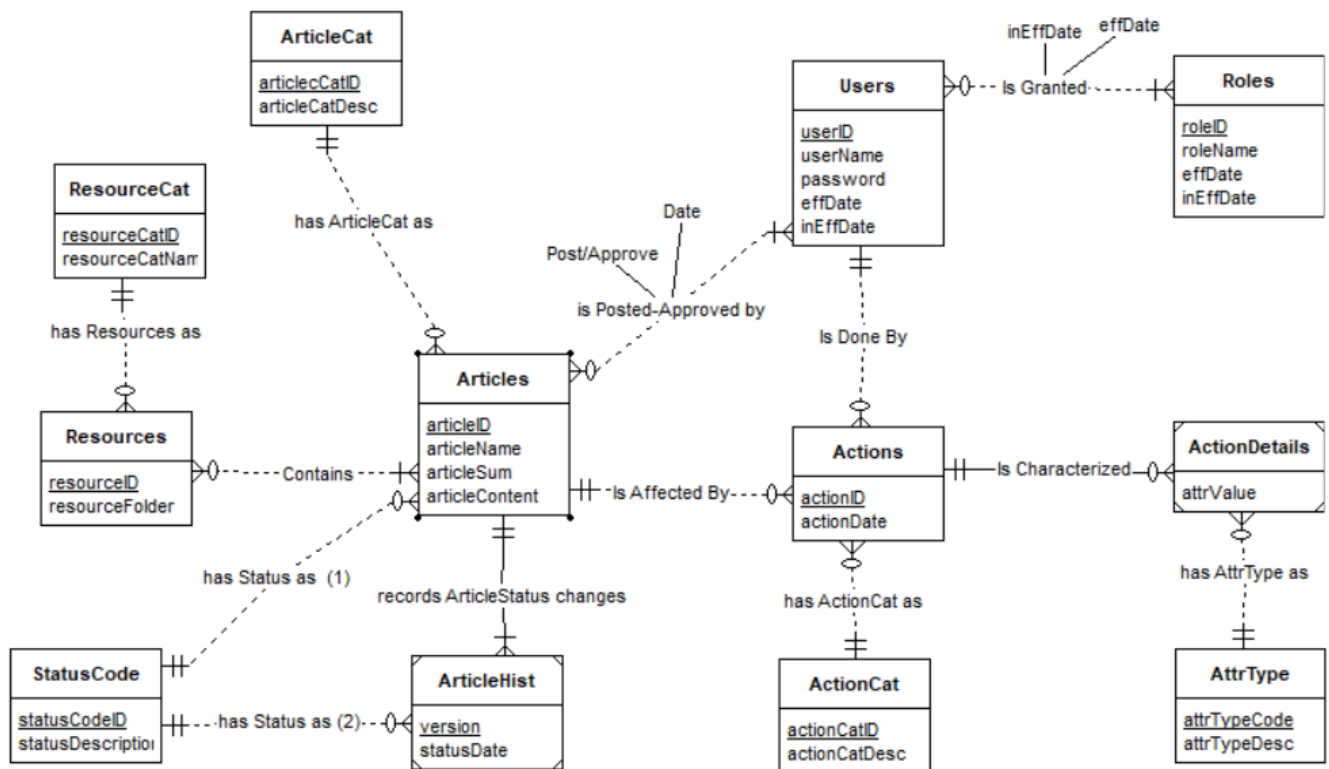 ArticleCat
articlecCatID
articleCatDesc
inEffDate
effDate
Users
userID
userName
password
effDate
inEffDate
Is Granted
Roles
roleID
roleName
effDate
inEffDate
ResourceCat
resourceCatID
resourceCatNam
has ArticleCat as
Date
Post/Approve
is Posted-Approved by
has Resources as
Is Done By
Articles
articleID
articleName
articleSum
articleContent
Resources
resourceID
resourceFolder
Contains
Is Affected By
Actions
actionID
actionDate
Is Characterized
ActionDetails
attrValue
has Status as (1)
records ArticleStatus changes
has ActionCat as
has AttrType as
StatusCode
statusCodeID
statusDescription
has Status as (2)
ArticleHist
version
statusDate
ActionCat
actionCatID
actionCatDesc
AttrType
attrTypeCode
attrTypeDesc